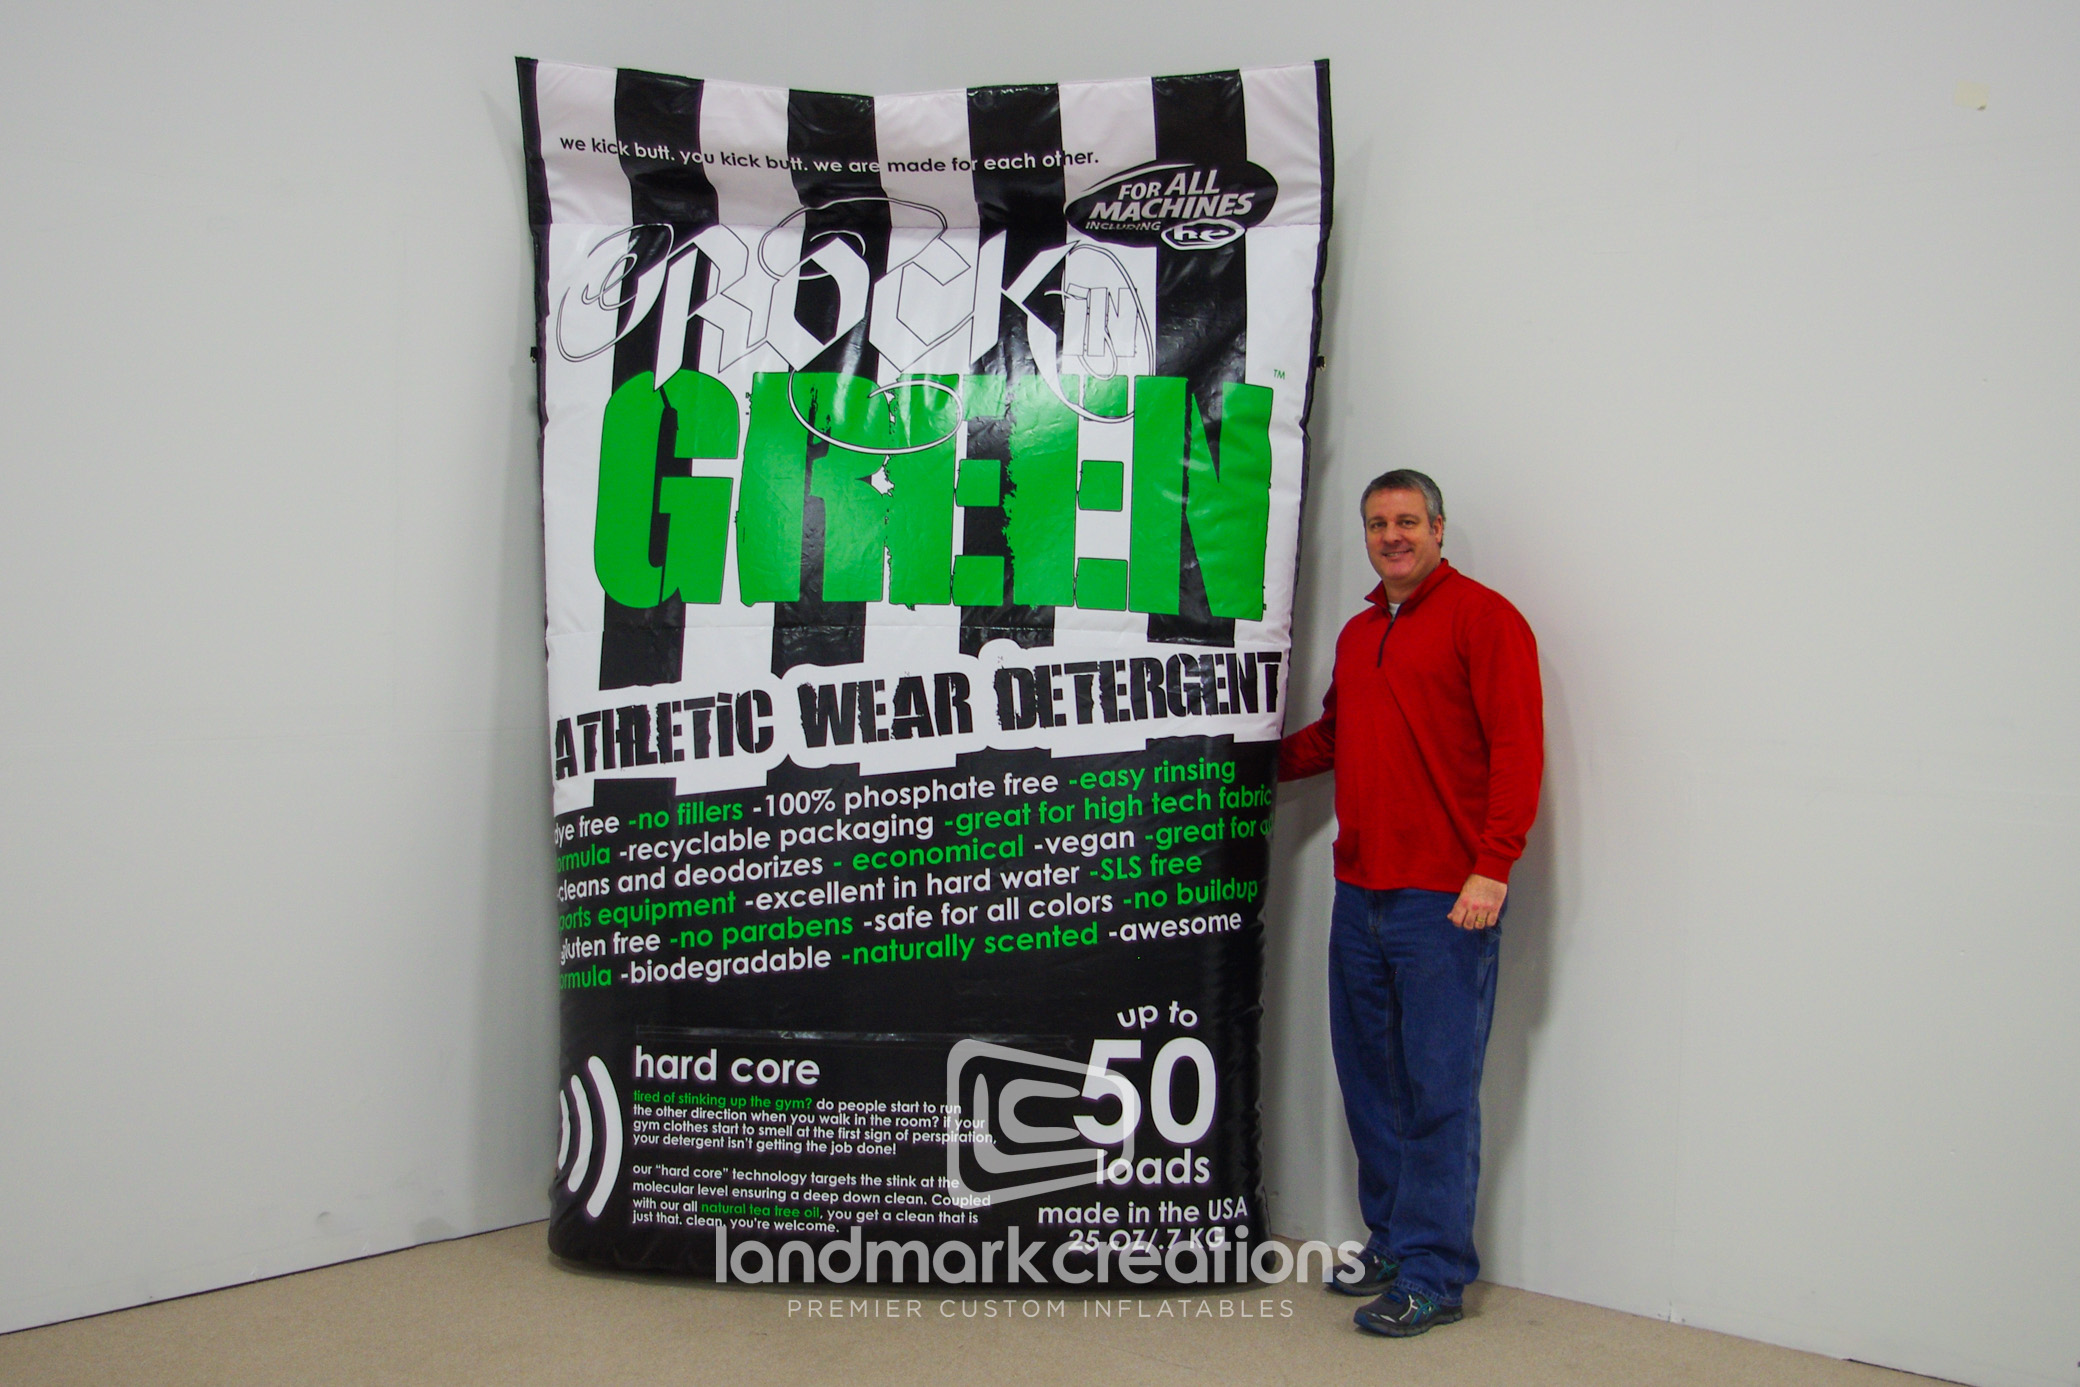 we kick butt. you kick butt. we are made for each other.
FOR ALL
MACHINES
INCLUDING he
ROCKIN
GREEN™
ATHLETIC WEAR DETERGENT
dye free -no fillers -100% phosphate free -easy rinsing
-recyclable packaging -great for high tech fabric
-cleans and deodorizes - economical -vegan -great for
equipment -excellent in hard water -SLS free
gluten free -no parabens -safe for all colors -no buildup
-biodegradable -naturally scented -awesome
hard core
tired of stinking up the gym? do people start to run
the other direction when you walk in the room? if your
gym clothes start to smell at the first sign of perspiration,
your detergent isn't getting the job done!
our "hard core" technology targets the stink at the
molecular level ensuring a deep down clean. Coupled
with our all natural tea tree oil, you get a clean that is
just that. clean. you're welcome.
up to
50
loads
made in the USA
25 OZ/.7 KG
landmarkcreations
PREMIER CUSTOM INFLATABLES